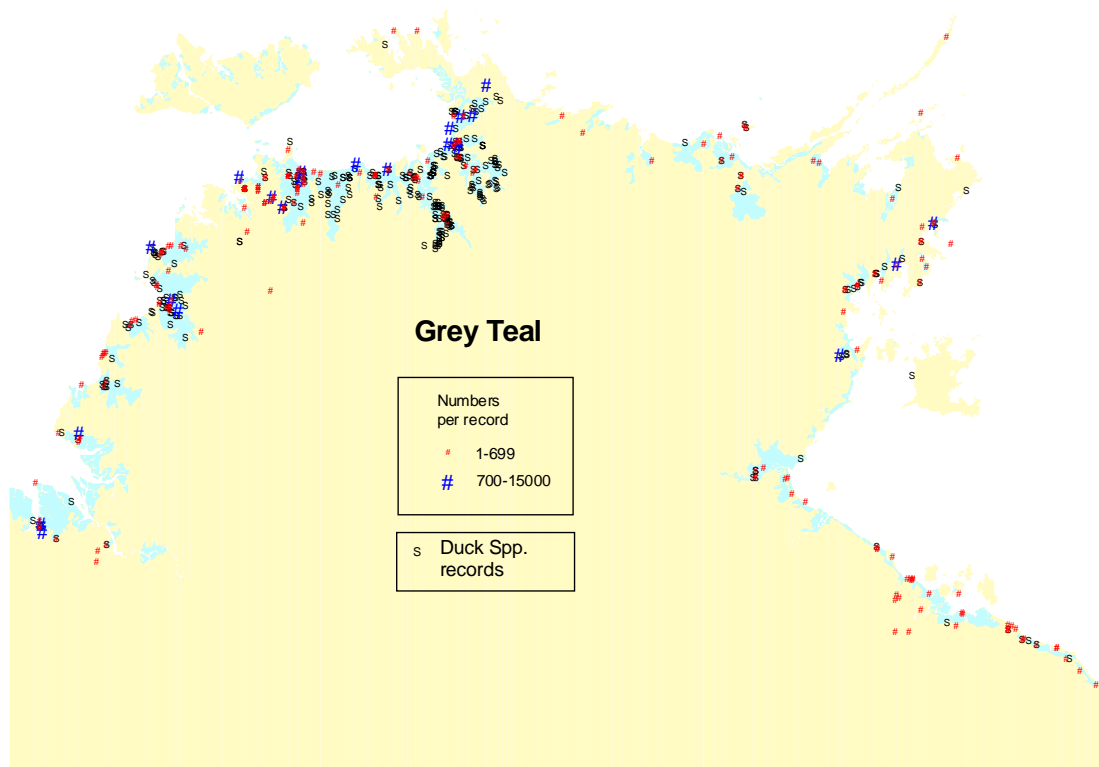 Grey Teal
Numbers
per record
# 1-699
# 700-15000
S Duck Spp.
records